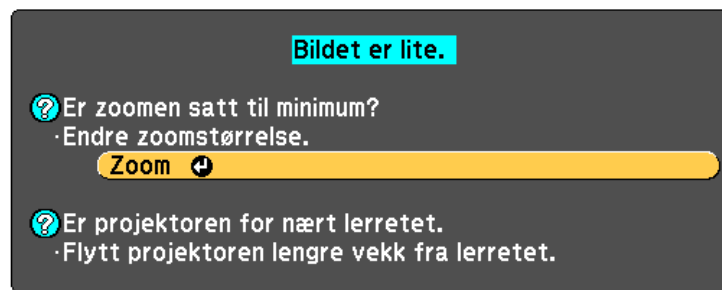 Bildet er lite.
Er zoomen satt til minimum?
·Endre zoomstørrelse.
Zoom
Er projektoren for nært lerretet.
·Flytt projektoren lengre vekk fra lerretet.